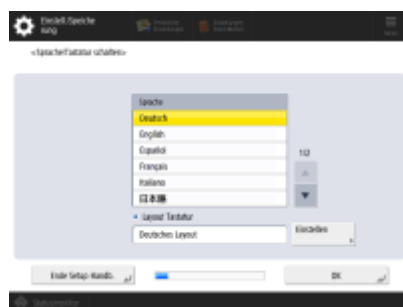 Einstell./Speiche
rung
<Sprache/Tastatur schalten>
Sprache
Deutsch
English
Español
Français
Italiano
日本語
1/2
Layout Tastatur
Deutsches Layout
Einstellen
Ende Setup-Handb.
OK
Statusmonitor